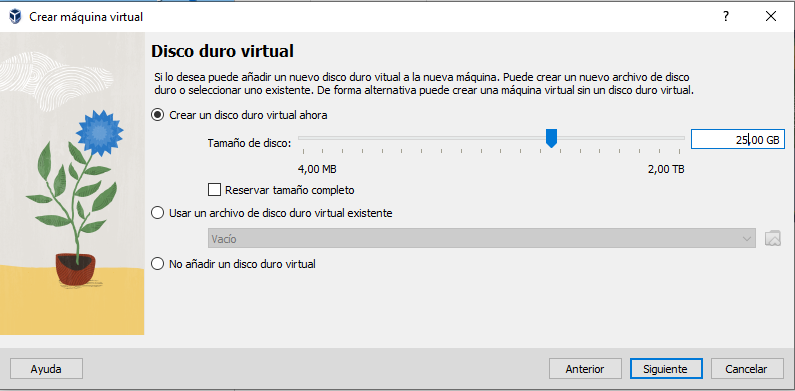 Crear máquina virtual
?
Disco duro virtual
Si lo desea puede añadir un nuevo disco duro vitual a la nueva máquina. Puede crear un nuevo archivo de disco
duro o seleccionar uno existente. De forma alternativa puede crear una máquina virtual sin un disco duro virtual.
Crear un disco duro virtual ahora
Tamaño de disco:
25,00 GB
4,00 MB
2,00 TB
Reservar tamaño completo
Usar un archivo de disco duro virtual existente
Vacío
No añadir un disco duro virtual
Ayuda
Anterior
Siguiente
Cancelar